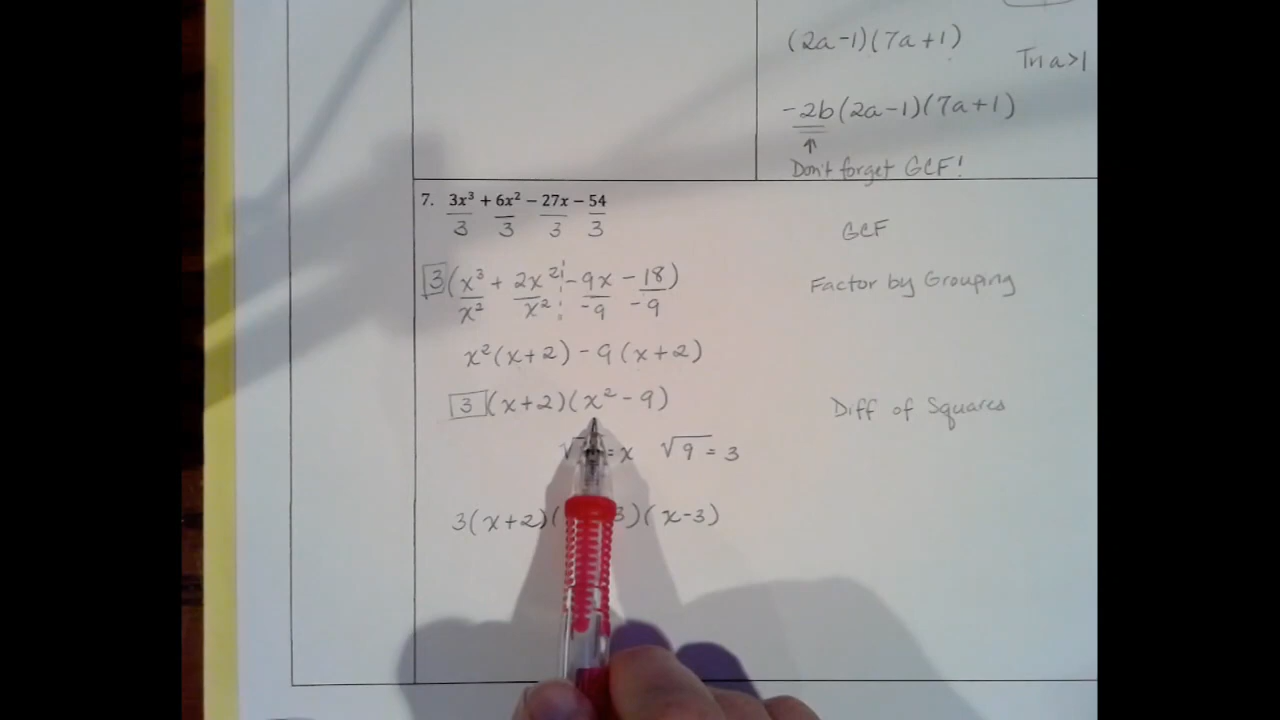 (2a-1)(7a+1)
Tri a>1
-2b(2a-1)(7a+1)
↑
Don't forget GCF!
7. 3x³ + 6x² − 27x − 54
3 3 3 3
GCF
3(x³ + 2x² - 9x - 18)
x² x² -9 -9
Factor by Grouping
x²(x+2) - 9(x+2)
3(x+2)(x² - 9)
Diff of Squares
= x √9 = 3
3(x+2)( 3)(x-3)